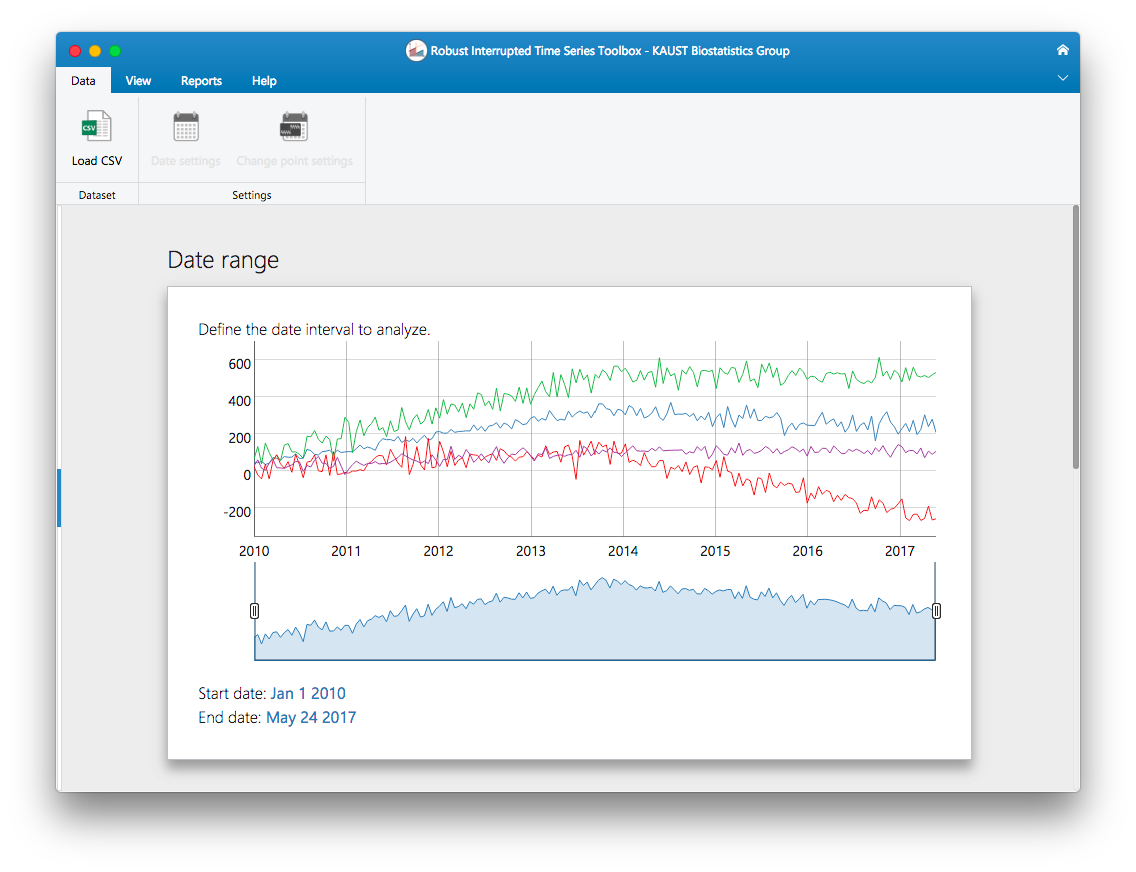 Robust Interrupted Time Series Toolbox - KAUST Biostatistics Group
Data View Reports Help
CSV
Load CSV Date settings Change point settings
Dataset Settings
Date range
Define the date interval to analyze.
600
400
200
0
-200
2010 2011 2012 2013 2014 2015 2016 2017
Start date: Jan 1 2010
End date: May 24 2017